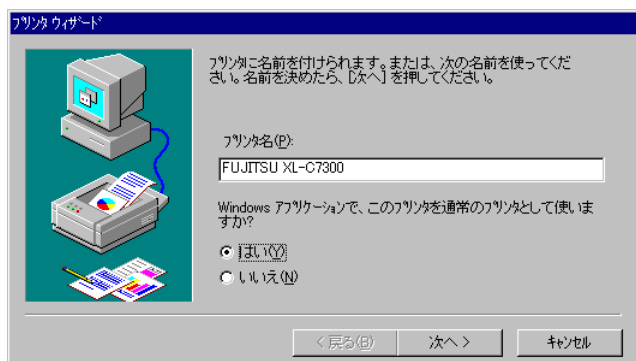 プリンタ ウィザード
プリンタに名前を付けられます。または、次の名前を使ってくだ
さい。名前を決めたら、[次へ] を押してください。
プリンタ名(P):
FUJITSU XL-C7300
Windows アプリケーションで、このプリンタを通常のプリンタとして使いま
すか?
はい(Y)
いいえ(N)
< 戻る(B)
次へ >
キャンセル